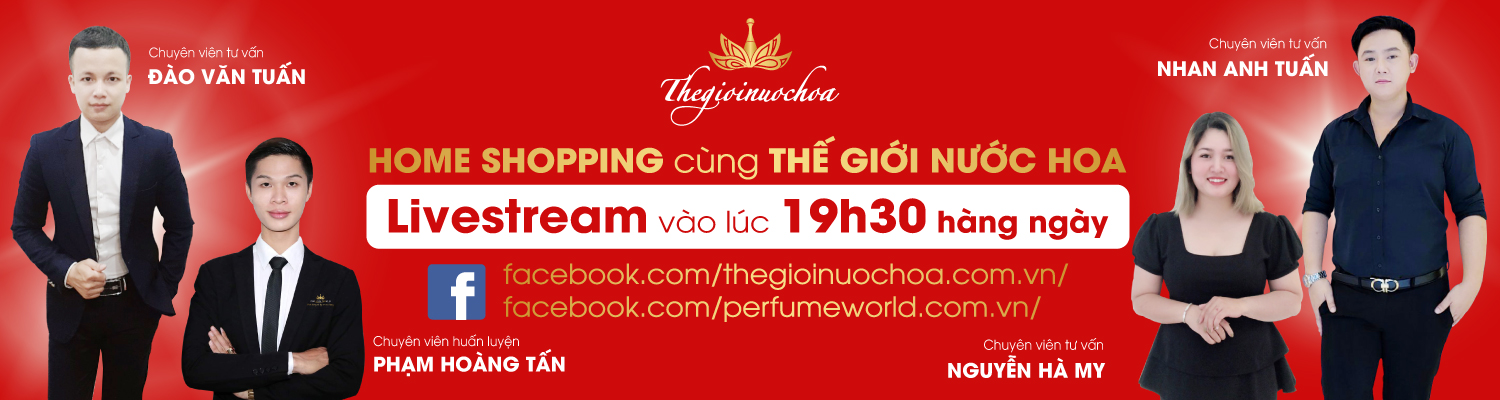 Chuyên viên tư vấn
ĐÀO VĂN TUẤN
Chuyên viên tư vấn
NHAN ANH TUẤN
Thegioinuochoa
HOME SHOPPING cùng THẾ GIỚI NƯỚC HOA
Livestream vào lúc 19h30 hàng ngày
facebook.com/thegioinuochoa.com.vn/
facebook.com/perfumeworld.com.vn/
Chuyên viên huấn luyện
PHẠM HOÀNG TẤN
Chuyên viên tư vấn
NGUYỄN HÀ MY